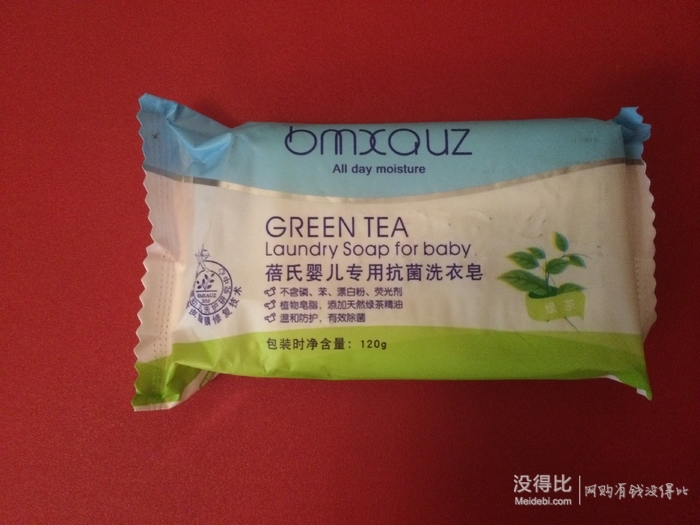 bmxauz
All day moisture
GREEN TEA
Laundry Soap for baby
蓓氏婴儿专用抗菌洗衣皂
不含磷、苯、漂白粉、荧光剂
植物皂脂、添加天然绿茶精油
温和防护、有效除菌
包装时净含量：120g
绿茶
BMXAUZ
没得比
Meidebi.com
网购有钱没得比